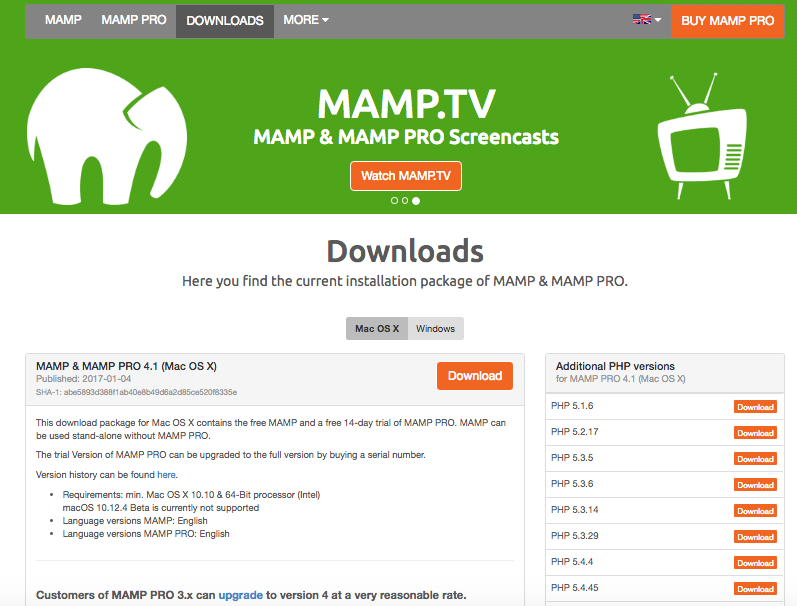 MAMP MAMP PRO DOWNLOADS MORE BUY MAMP PRO
MAMP.TV
MAMP & MAMP PRO Screencasts
Watch MAMP.TV
Downloads
Here you find the current installation package of MAMP & MAMP PRO.
Mac OS X Windows
MAMP & MAMP PRO 4.1 (Mac OS X)
Published: 2017-01-04
SHA-1: abe5893d388f1ab40e8b49d6a2d85ce520f8335e
Download
This download package for Mac OS X contains the free MAMP and a free 14-day trial of MAMP PRO. MAMP can
be used stand-alone without MAMP PRO.
The trial Version of MAMP PRO can be upgraded to the full version by buying a serial number.
Version history can be found here.
Requirements: min. Mac OS X 10.10 & 64-Bit processor (Intel)
macOS 10.12.4 Beta is currently not supported
Language versions MAMP: English
Language versions MAMP PRO: English
Customers of MAMP PRO 3.x can upgrade to version 4 at a very reasonable rate.
Additional PHP versions
for MAMP PRO 4.1 (Mac OS X)
PHP 5.1.6 Download
PHP 5.2.17 Download
PHP 5.3.5 Download
PHP 5.3.6 Download
PHP 5.3.14 Download
PHP 5.3.29 Download
PHP 5.4.4 Download
PHP 5.4.45 Download